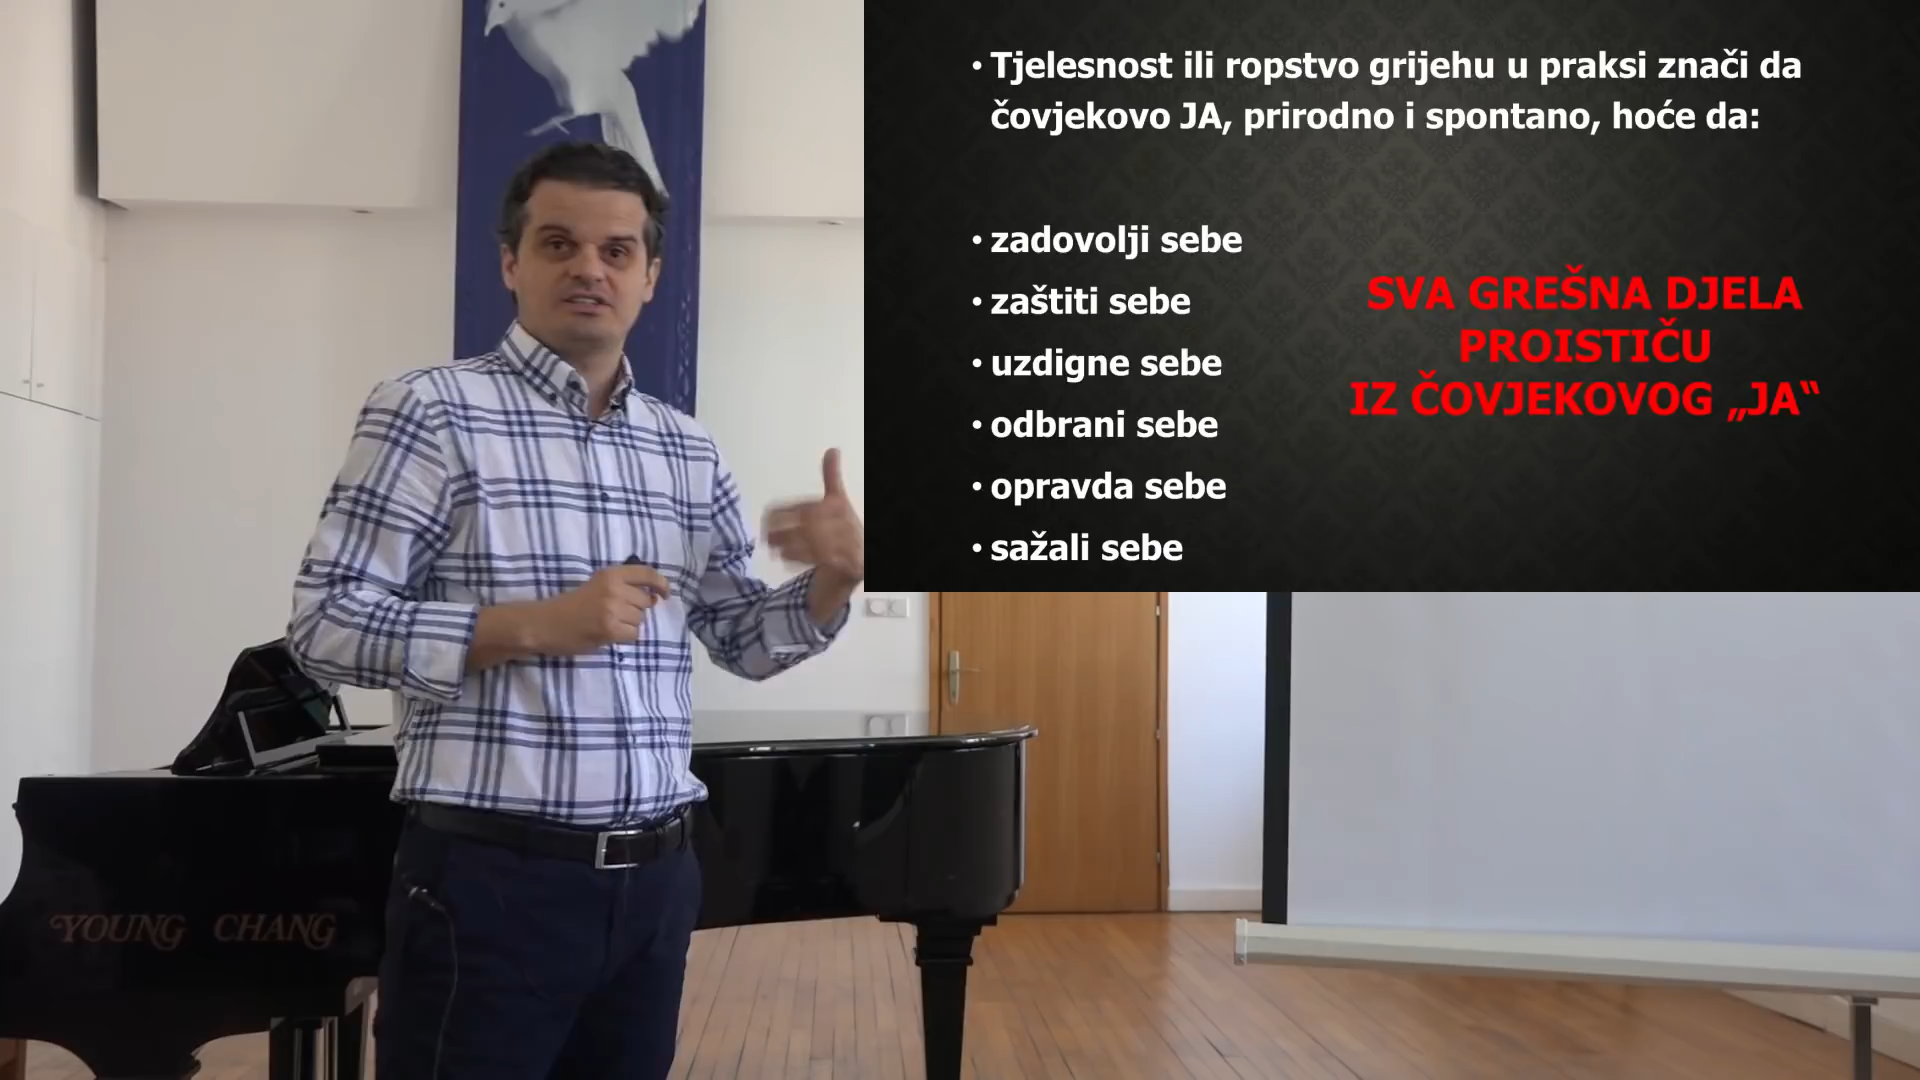 • Tjelesnost ili ropstvo grijehu u praksi znači da
čovjekovo JA, prirodno i spontano, hoće da:
• zadovolji sebe
• zaštiti sebe
• uzdigne sebe
• odbrani sebe
• opravda sebe
• sažali sebe
SVA GREŠNA DJELA
PROISTIČU
IZ ČOVJEKOVOG „JA“
YOUNG CHANG